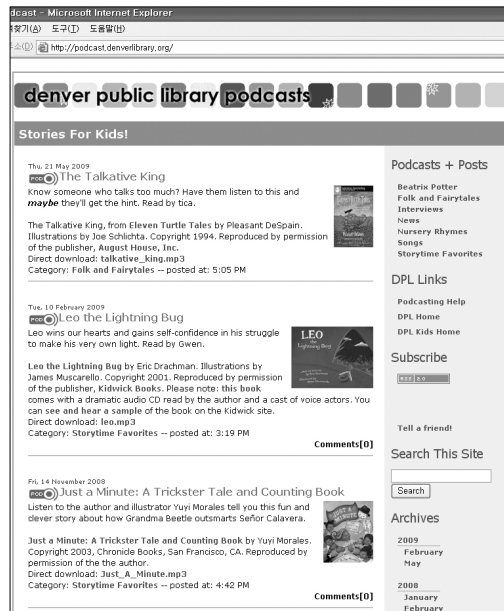 dcast - Microsoft Internet Explorer
찾기(A) 도구(T) 도움말(H)
소(D) http://podcast.denverlibrary.org/
denver public library podcasts
Stories For Kids!
Thu, 21 May 2009
POD The Talkative King
Know someone who talks too much? Have them listen to this and
maybe they'll get the hint. Read by tica.
The Talkative King, from Eleven Turtle Tales by Pleasant DeSpain.
Illustrations by Joe Schlichta. Copyright 1994. Reproduced by permission
of the publisher, August House, Inc.
Direct download: talkative_king.mp3
Category: Folk and Fairytales -- posted at: 5:05 PM
Tue, 10 February 2009
POD Leo the Lightning Bug
Leo wins our hearts and gains self-confidence in his struggle
to make his very own light. Read by Gwen.
LEO
the
Lightning Bug
Leo the Lightning Bug by Eric Drachman. Illustrations by
James Muscarello. Copyright 2001. Reproduced by permission
of the publisher, Kidwick Books. Please note: this book
comes with a dramatic audio CD read by the author and a cast of voice actors. You
can see and hear a sample of the book on the Kidwick site.
Direct download: leo.mp3
Category: Storytime Favorites -- posted at: 3:19 PM
Comments[0]
Fri, 14 November 2008
POD Just a Minute: A Trickster Tale and Counting Book
Listen to the author and illustrator Yuyi Morales tell you this fun and
clever story about how Grandma Beetle outsmarts Señor Calavera.
Just a Minute: A Trickster Tale and Counting Book by Yuyi Morales.
Copyright 2003, Chronicle Books, San Francisco, CA. Reproduced by
permission of the the author.
Direct download: Just_A_Minute.mp3
Category: Storytime Favorites -- posted at: 4:42 PM
Comments[0]
Podcasts + Posts
Beatrix Potter
Folk and Fairytales
Interviews
News
Nursery Rhymes
Songs
Storytime Favorites
DPL Links
Podcasting Help
DPL Home
DPL Kids Home
Subscribe
RSS 2.0
Tell a friend!
Search This Site
Search
Archives
2009
February
May
2008
January
February